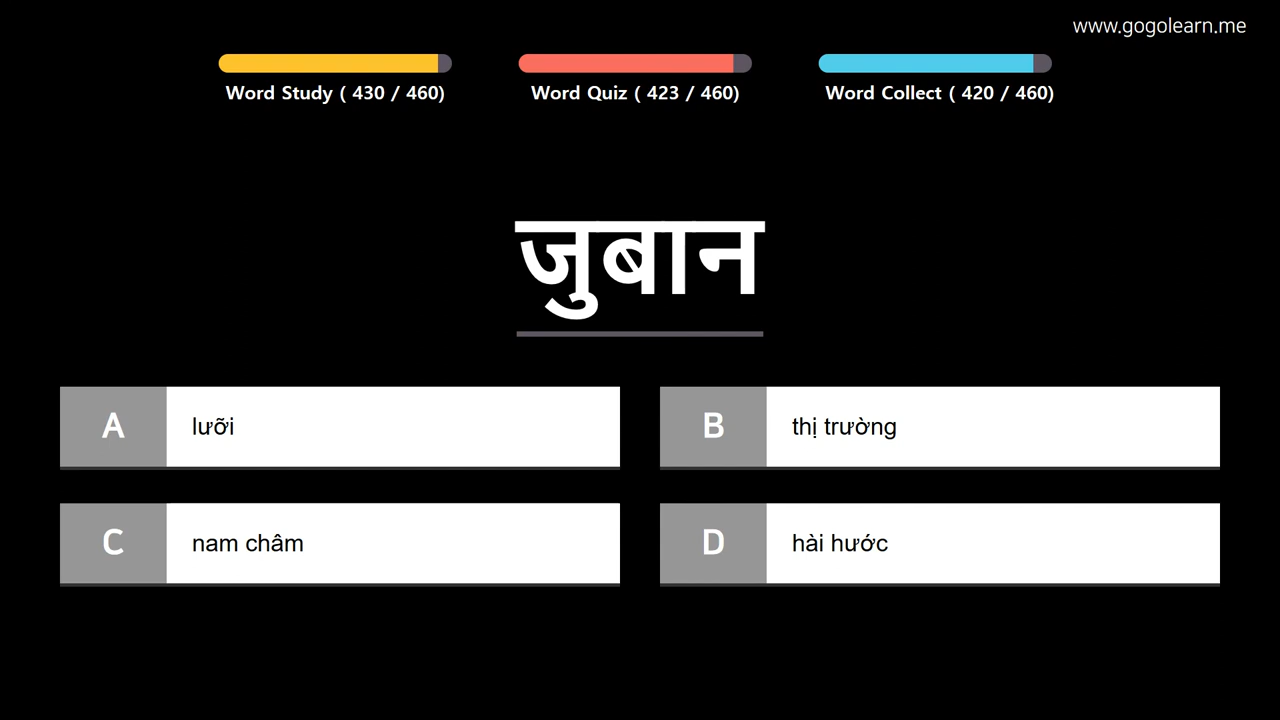 www.gogolearn.me
Word Study ( 430 / 460)
Word Quiz ( 423 / 460)
Word Collect ( 420 / 460)
जुबान
A
lưỡi
B
thị trường
C
nam châm
D
hài hước